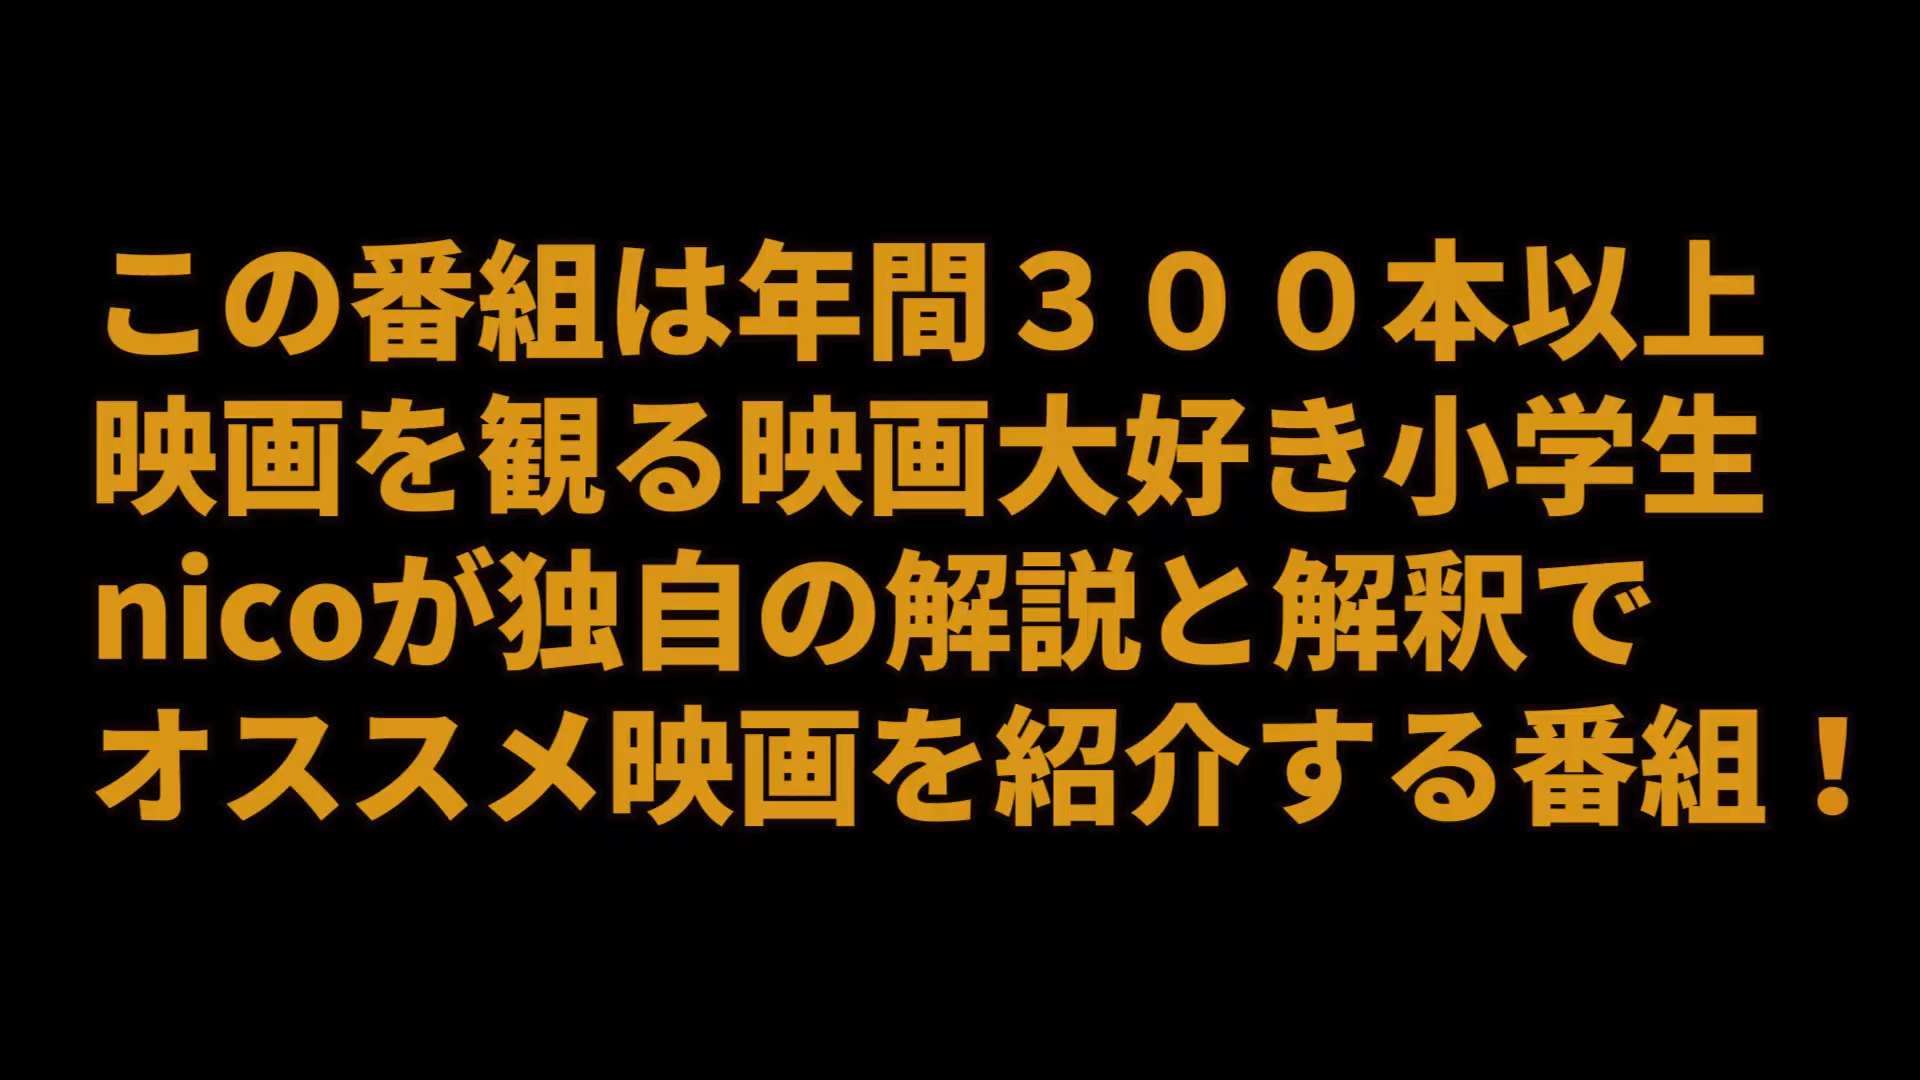 この番組は年間３００本以上
映画を観る映画大好き小学生
nicoが独自の解説と解釈で
オススメ映画を紹介する番組！